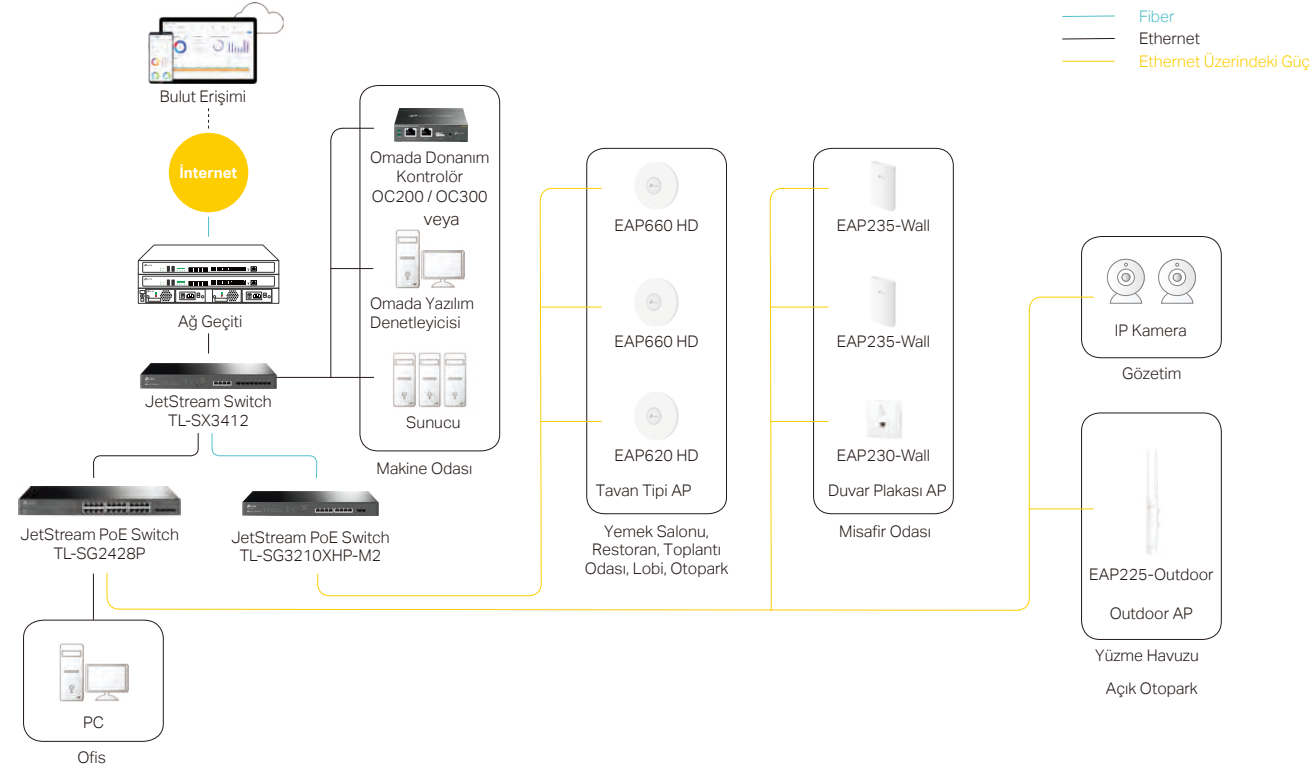 Fiber
Ethernet
Ethernet Üzerindeki Güç
Bulut Erişimi
İnternet
Ağ Geçiti
JetStream Switch
TL-SX3412
JetStream PoE Switch
TL-SG2428P
JetStream PoE Switch
TL-SG3210XHP-M2
PC
Ofis
Omada Donanım
Kontrolör
OC200 / OC300
veya
Omada Yazılım
Denetleyicisi
Sunucu
Makine Odası
EAP660 HD
EAP660 HD
EAP620 HD
Tavan Tipi AP
Yemek Salonu,
Restoran, Toplantı
Odası, Lobi, Otopark
EAP235-Wall
EAP235-Wall
EAP230-Wall
Duvar Plakası AP
Misafir Odası
IP Kamera
Gözetim
EAP225-Outdoor
Outdoor AP
Yüzme Havuzu
Açık Otopark